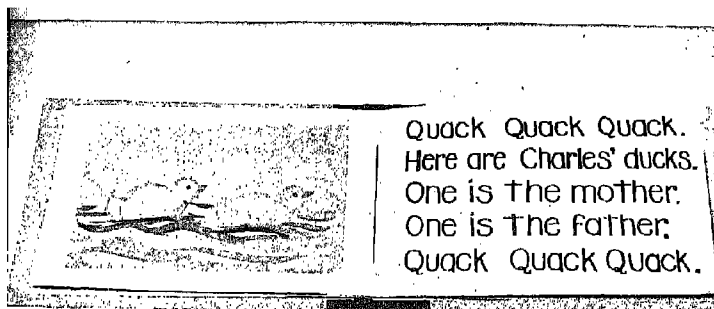 Quack Quack Quack.
Here are Charles' ducks.
One is the mother.
One is the father.
Quack Quack Quack.